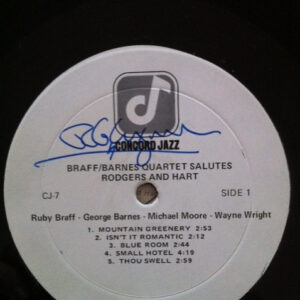 CONCORD JAZZ
BRAFF/BARNES QUARTET SALUTES
RODGERS AND HART
CJ-7
SIDE 1
Ruby Braff - George Barnes - Michael Moore - Wayne Wright
1. MOUNTAIN GREENERY 2:53
2. ISN'T IT ROMANTIC 2:12
3. BLUE ROOM 2:44
4. SMALL HOTEL 4:19
5. THOU SWELL 2:59